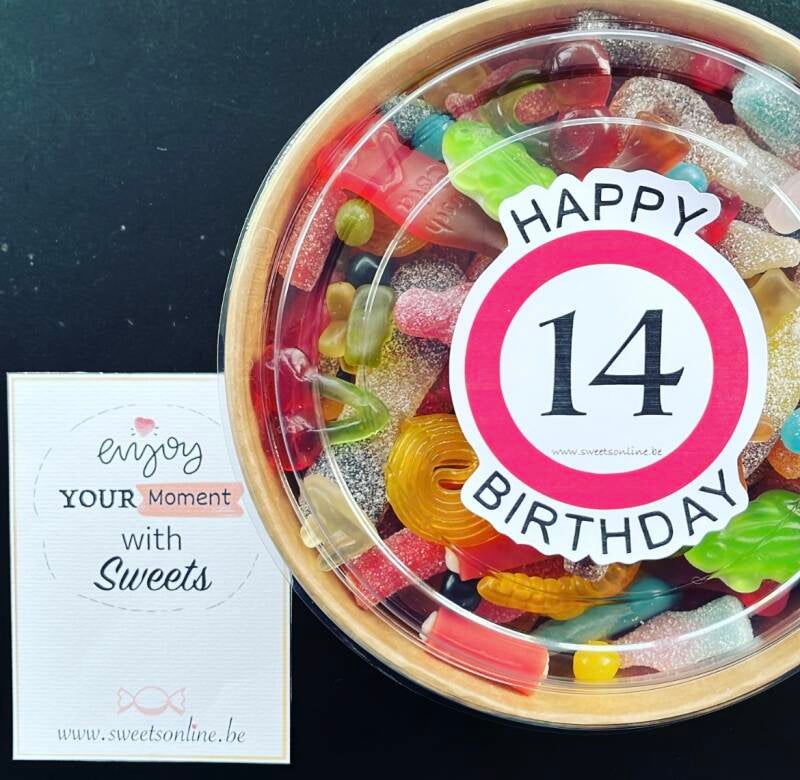 HAPPY
14
www.sweetsonline.be
BIRTHDAY
enjoy
YOUR Moment
with
Sweets
www.sweetsonline.be